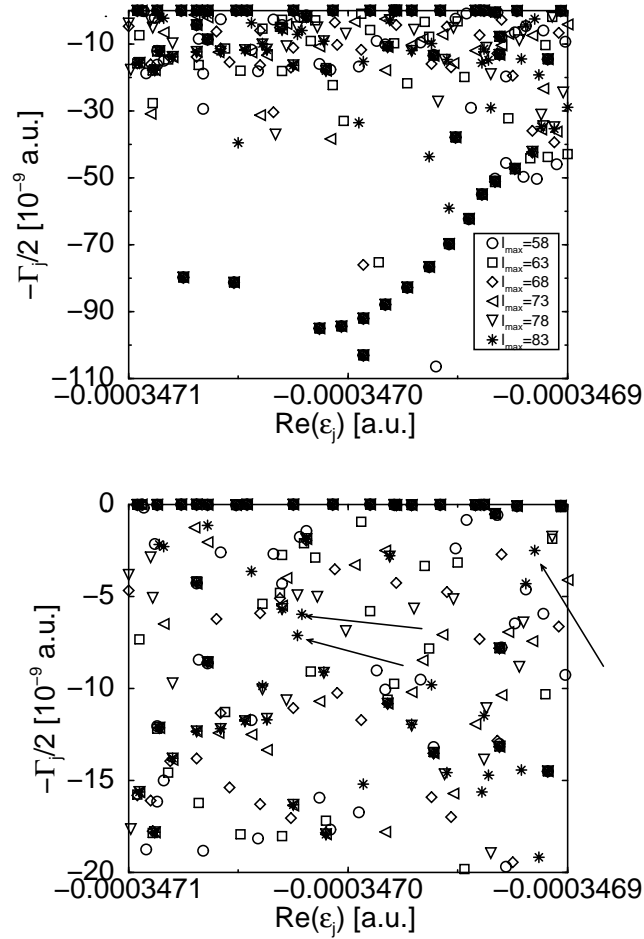 −10
−30
−50
−70
−90
−110
−Γj/2 [10⁻⁹ a.u.]
lmax=58
lmax=63
lmax=68
lmax=73
lmax=78
lmax=83
−0.0003471 −0.0003470 −0.0003469
Re(εj) [a.u.]
0
−5
−10
−15
−20
−Γj/2 [10⁻⁹ a.u.]
−0.0003471 −0.0003470 −0.0003469
Re(εj) [a.u.]